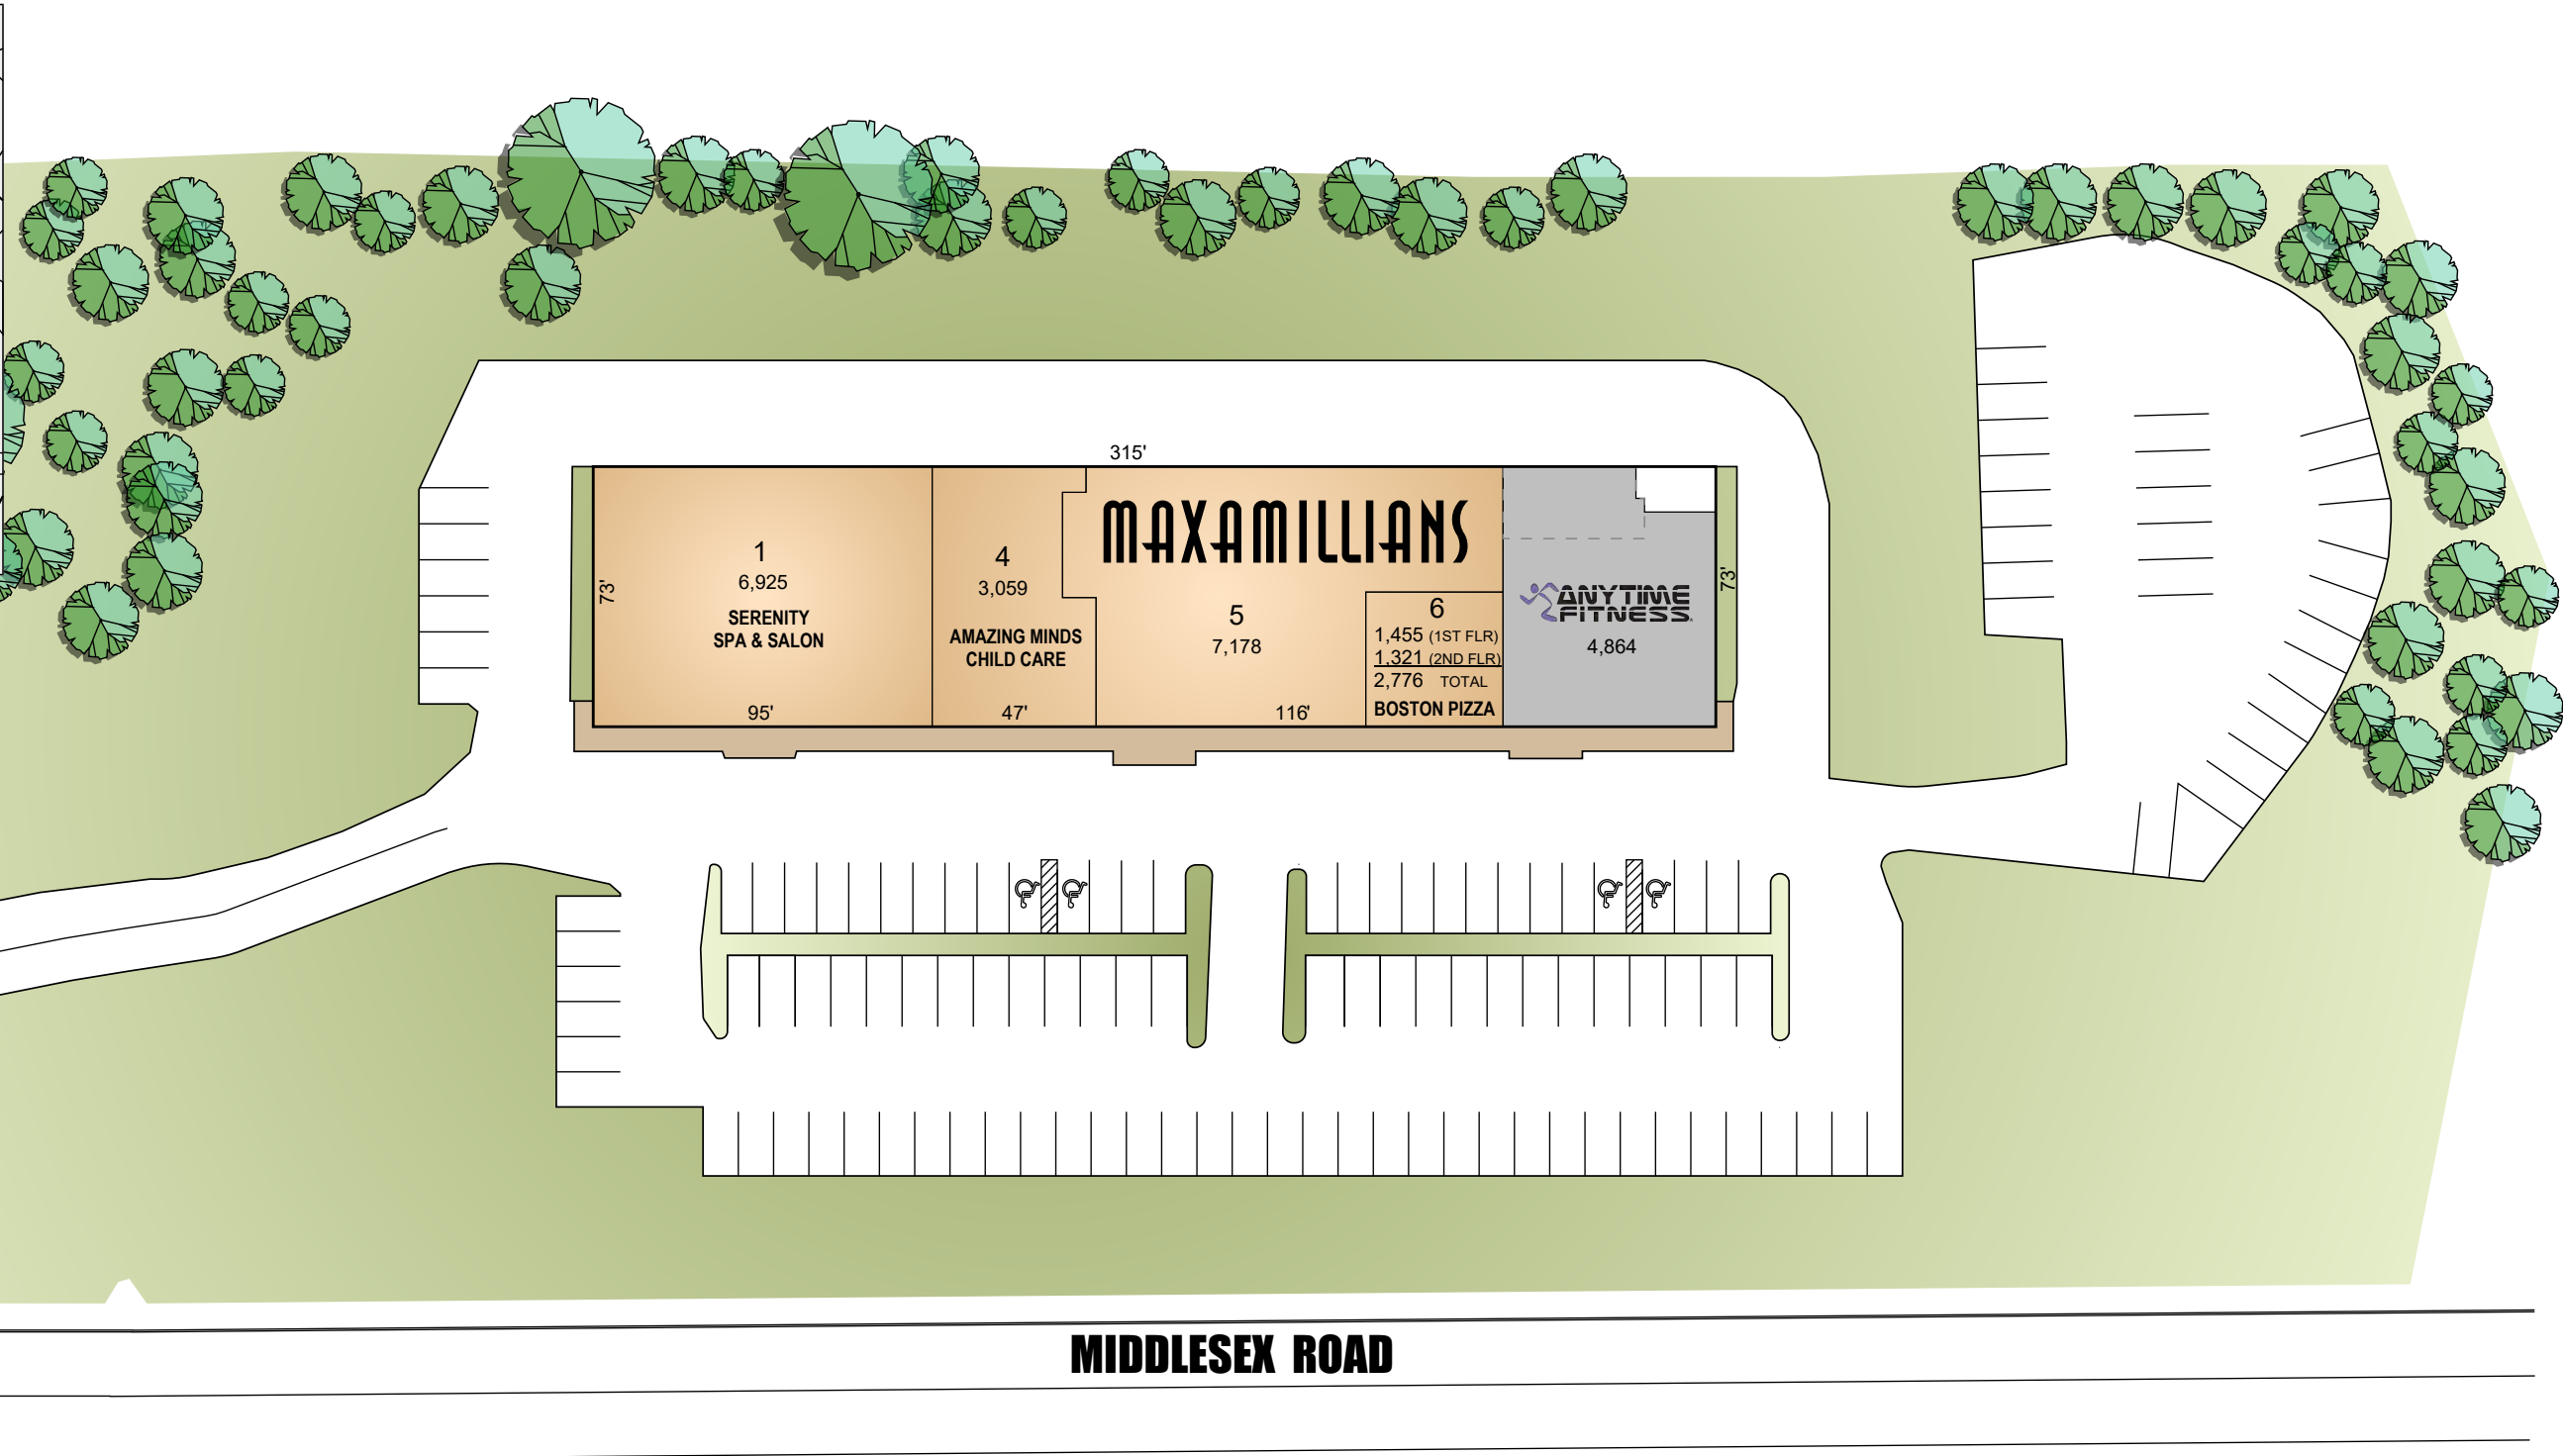 315'
73'
1
6,925
SERENITY
SPA & SALON
95'
4
3,059
AMAZING MINDS
CHILD CARE
47'
MAXAMILLIANS
5
7,178
116'
6
1,455 (1ST FLR)
1,321 (2ND FLR)
2,776 TOTAL
BOSTON PIZZA
ANYTIME
FITNESS
4,864
73'
MIDDLESEX ROAD